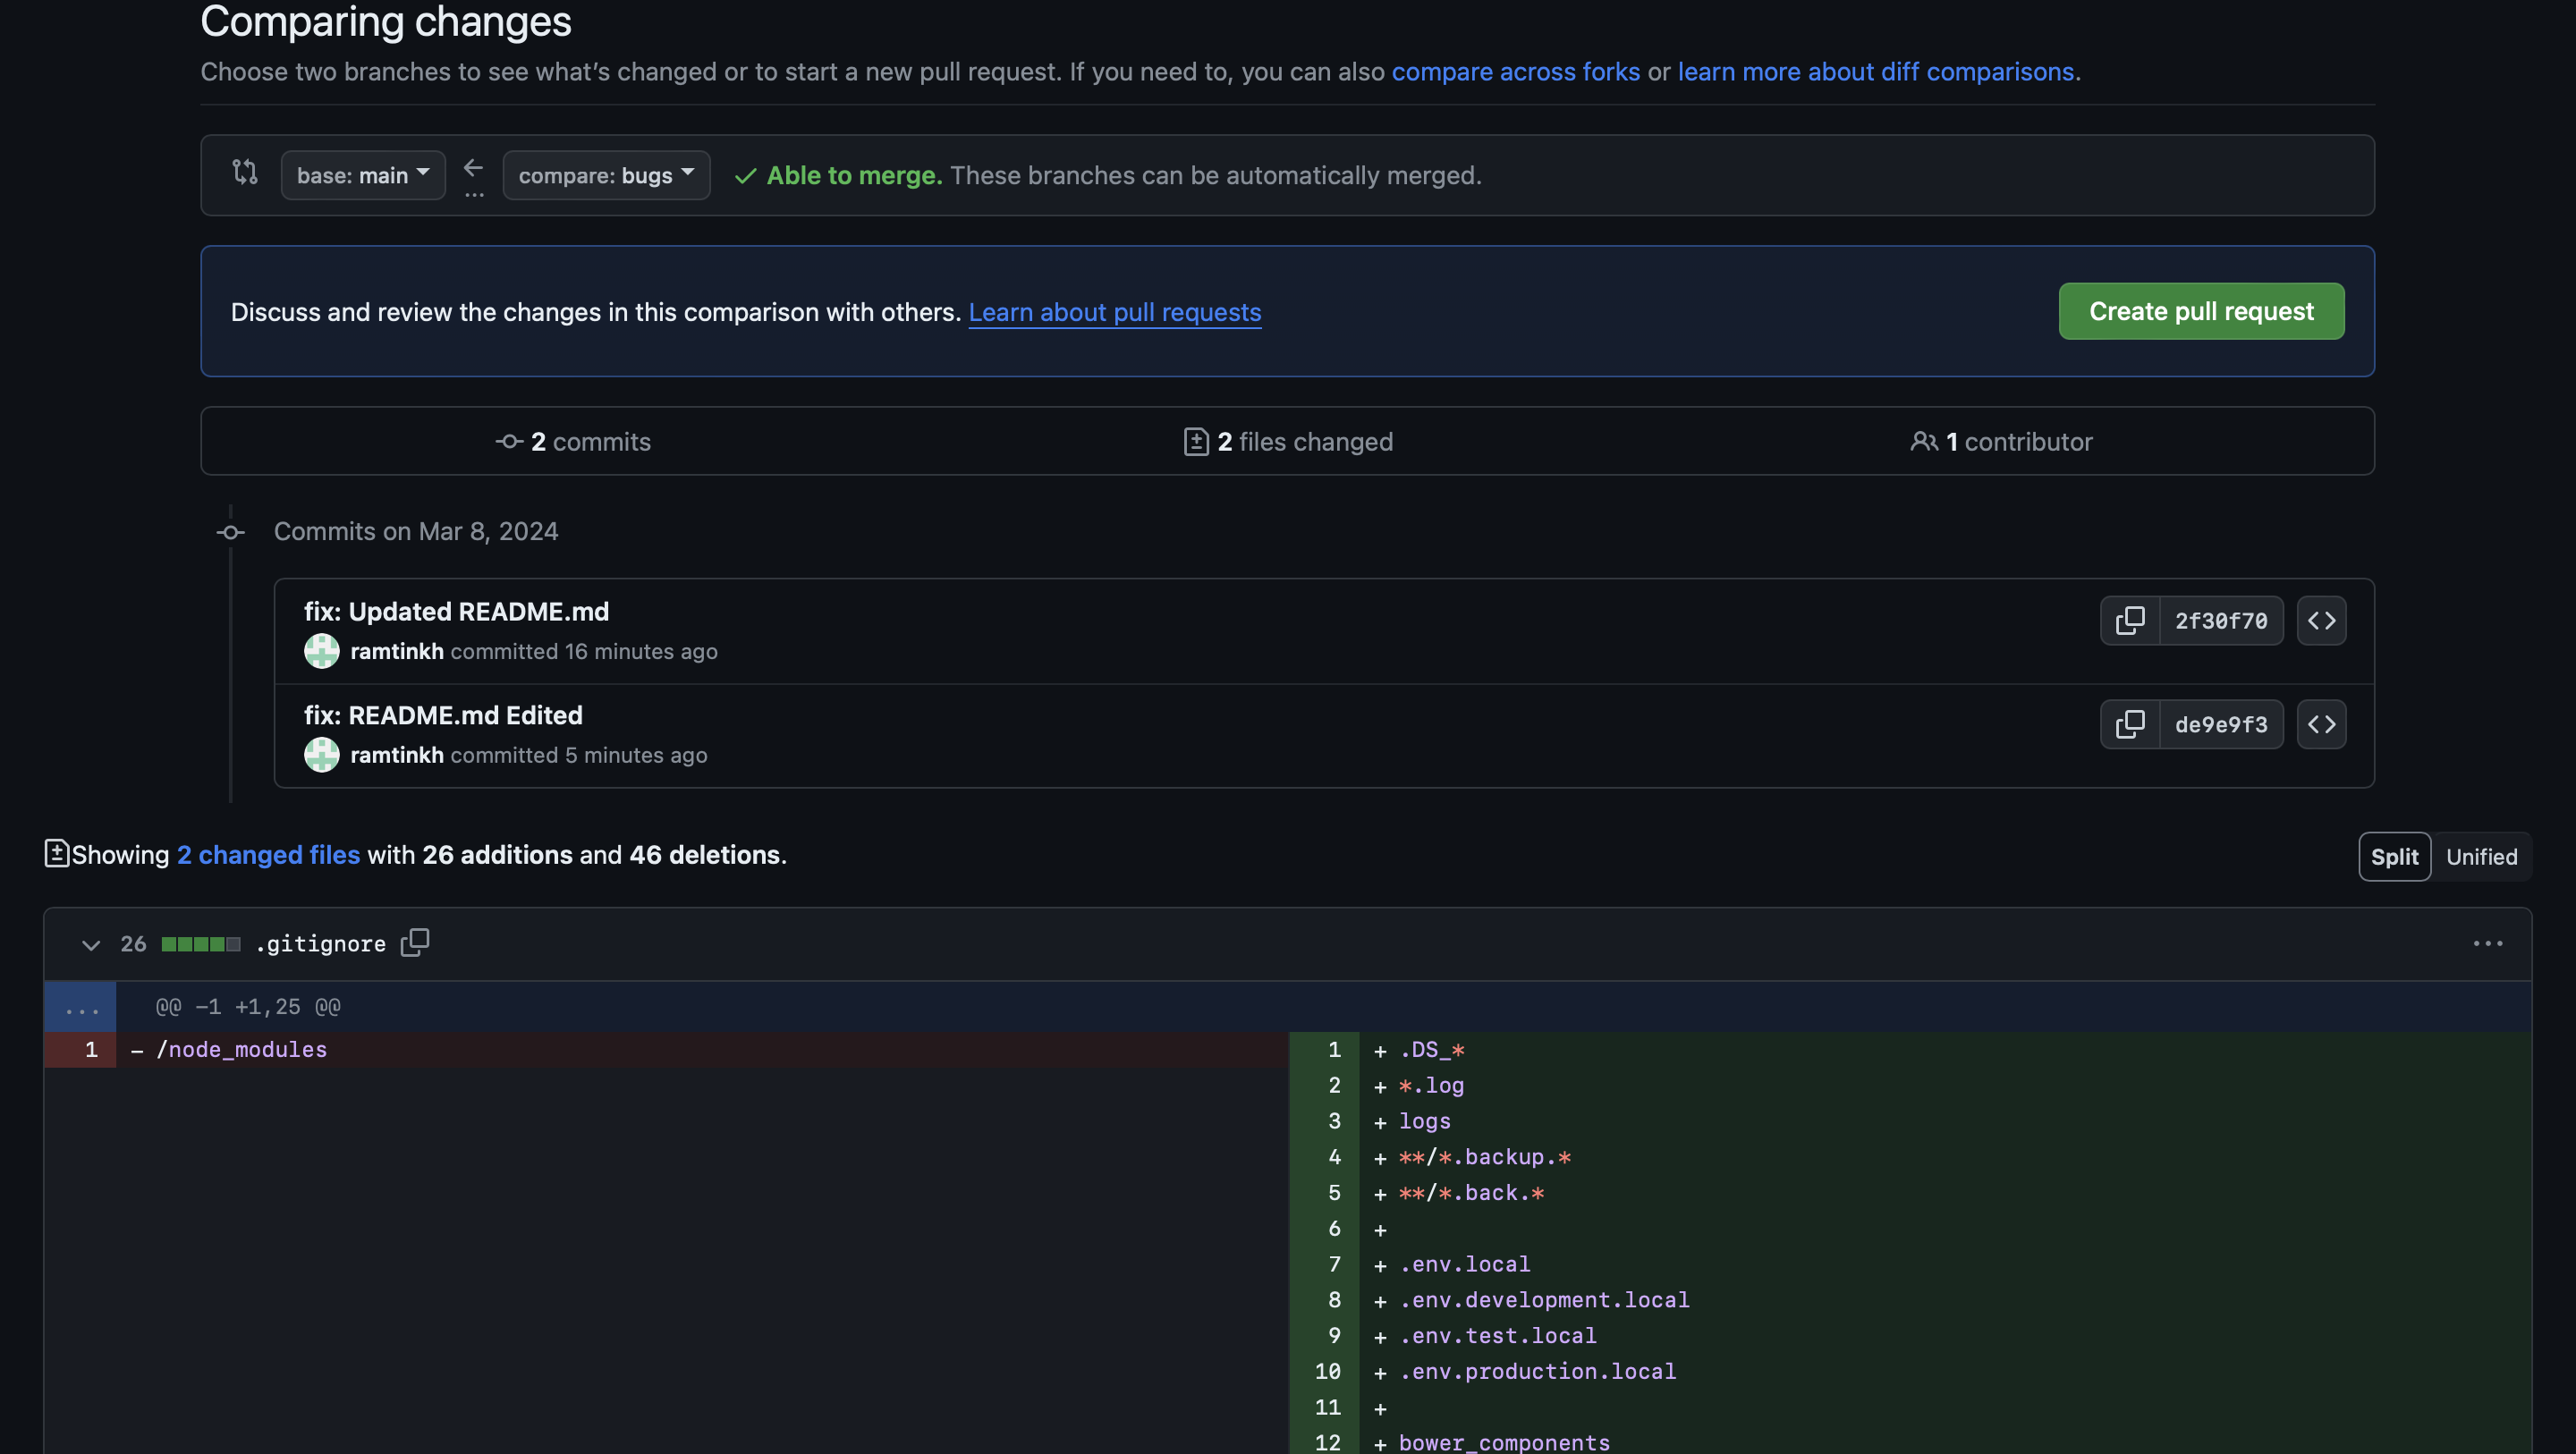 Comparing changes
Choose two branches to see what’s changed or to start a new pull request. If you need to, you can also compare across forks or learn more about diff comparisons.
base: main ... compare: bugs Able to merge. These branches can be automatically merged.
Discuss and review the changes in this comparison with others. Learn about pull requests Create pull request
2 commits 2 files changed 1 contributor
Commits on Mar 8, 2024
fix: Updated README.md
ramtinkh committed 16 minutes ago 2f30f70
fix: README.md Edited
ramtinkh committed 5 minutes ago de9e9f3
Showing 2 changed files with 26 additions and 46 deletions. Split Unified
26 .gitignore
... @@ -1 +1,25 @@
1 - /node_modules 1 + .DS_*
2 + *.log
3 + logs
4 + **/*.backup.*
5 + **/*.back.*
6 +
7 + .env.local
8 + .env.development.local
9 + .env.test.local
10 + .env.production.local
11 +
12 + bower_components